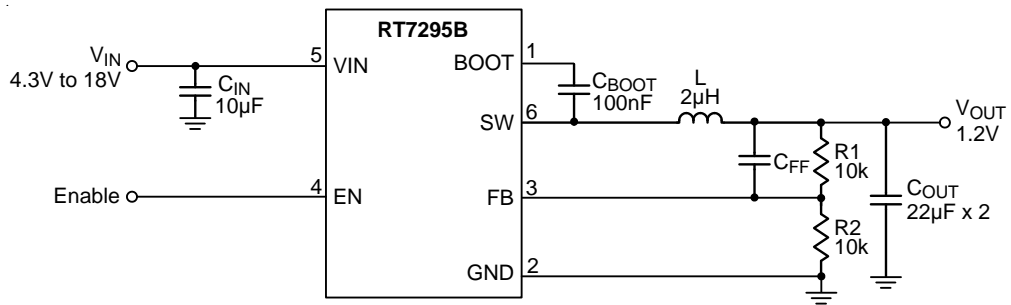 RT7295B
V_IN
4.3V to 18V
5
VIN
C_IN
10µF
BOOT
1
C_BOOT
100nF
L
2µH
SW
6
V_OUT
1.2V
C_FF
R1
10k
Enable
4
EN
FB
3
C_OUT
22µF x 2
R2
10k
GND
2